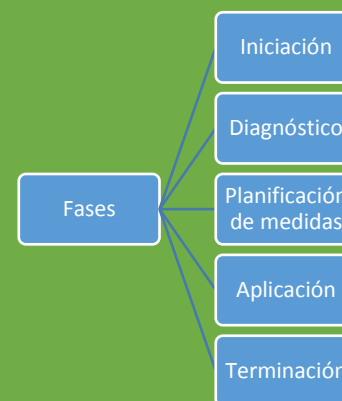 Iniciación
Diagnóstico
Fases
Planificación
de medidas
Aplicación
Terminación